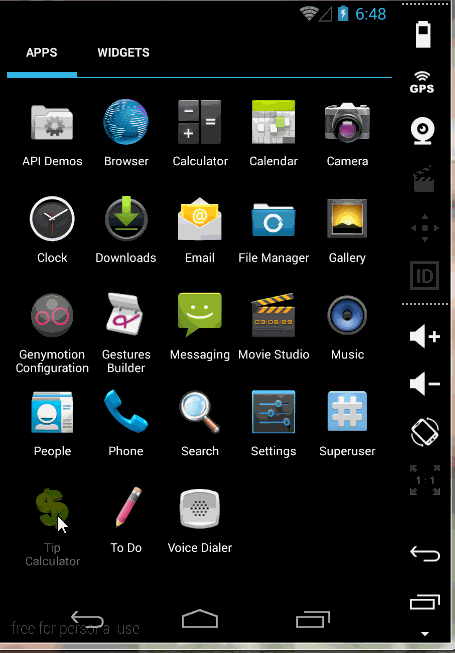 6:48
APPS WIDGETS
GPS
API Demos Browser Calculator Calendar Camera
Clock Downloads Email File Manager Gallery
ID
Genymotion Configuration Gestures Builder Messaging Movie Studio Music
People Phone Search Settings Superuser
1:1
Tip Calculator To Do Voice Dialer
free for personal use